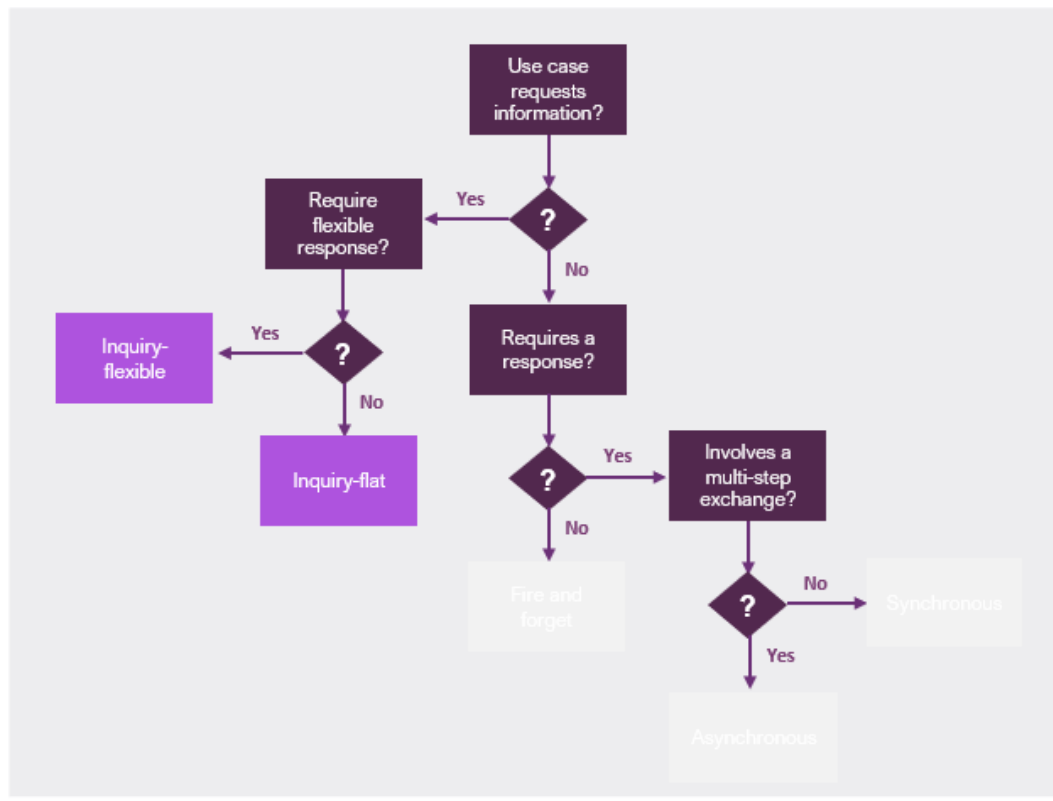 Use case
requests
information?
Yes
?
No
Require
flexible
response?
Yes
?
No
Inquiry-
flexible
Inquiry-flat
Requires a
response?
?
Yes
No
Involves a
multi-step
exchange?
Fire and
forget
?
No
Synchronous
Yes
Asynchronous